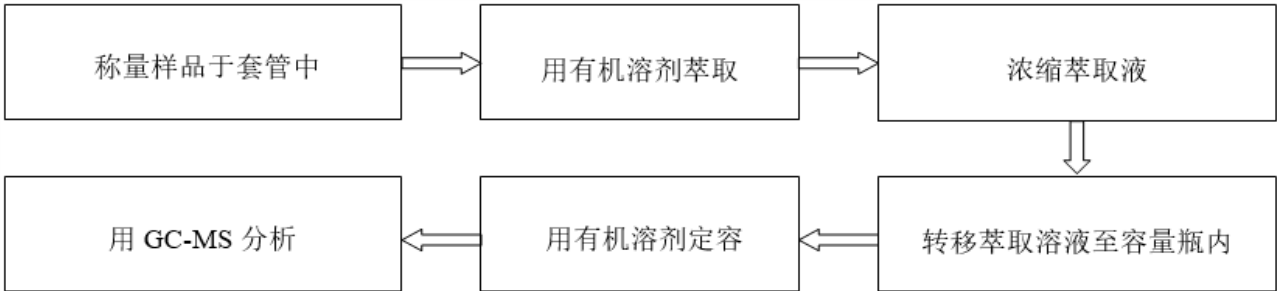 称量样品于套管中
用有机溶剂萃取
浓缩萃取液
转移萃取溶液至容量瓶内
用有机溶剂定容
用 GC-MS 分析